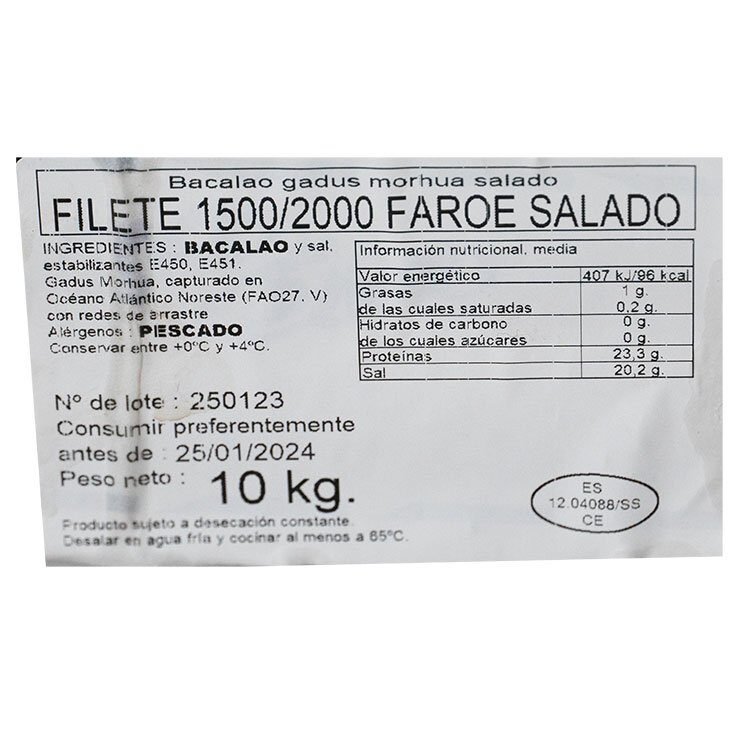 Bacalao gadus morhua salado
FILETE 1500/2000 FAROE SALADO
INGREDIENTES : BACALAO y sal,
estabilizantes E450, E451.
Gadus Morhua, capturado en
Océano Atlántico Noreste (FAO27. V)
con redes de arrastre
Alérgenos : PESCADO
Conservar entre +0ºC y +4ºC.
Información nutricional, media
Valor energético 407 kJ/96 kcal
Grasas 1 g.
de las cuales saturadas 0,2 g.
Hidratos de carbono 0 g.
de los cuales azúcares 0 g.
Proteínas 23,3 g.
Sal 20,2 g.
Nº de lote : 250123
Consumir preferentemente
antes de : 25/01/2024
Peso neto : 10 kg.
Producto sujeto a desecación constante.
Desalar en agua fría y cocinar al menos a 65ºC.
ES
12.04088/SS
CE